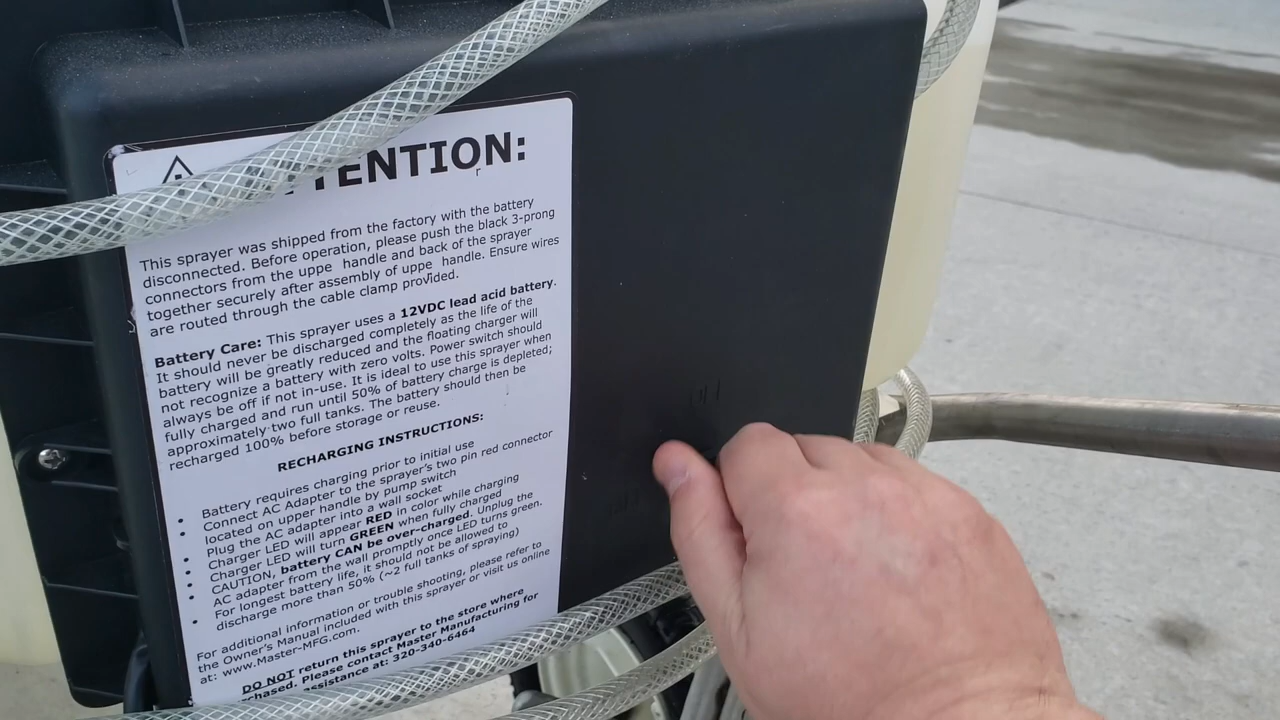 TENTION:
This sprayer was shipped from the factory with the battery
disconnected. Before operation, please push the black 3-prong
connectors from the uppe handle and back of the sprayer
together securely after assembly of uppe handle. Ensure wires
are routed through the cable clamp provided.
Battery Care: This sprayer uses a 12VDC lead acid battery.
It should never be discharged completely as the life of the
battery will be greatly reduced and the floating charger will
not recognize a battery with zero volts. Power switch should
always be off if not in-use. It is ideal to use this sprayer when
fully charged and run until 50% of battery charge is depleted;
approximately two full tanks. The battery should then be
recharged 100% before storage or reuse.
RECHARGING INSTRUCTIONS:
• Battery requires charging prior to initial use
• Connect AC Adapter to the sprayer's two pin red connector
located on upper handle by pump switch
• Plug the AC adapter into a wall socket
• Charger LED will appear RED in color while charging
• Charger LED will turn GREEN when fully charged
• CAUTION, battery CAN be over-charged. Unplug the
AC adapter from the wall promptly once LED turns green.
• For longest battery life, it should not be allowed to
discharge more than 50% (~2 full tanks of spraying)
For additional information or trouble shooting, please refer to
the Owner's Manual included with this sprayer or visit us online
at: www.Master-MFG.com.
DO NOT return this sprayer to the store where
chased. Please contact Master Manufacturing for
ssistance at: 320-340-6464